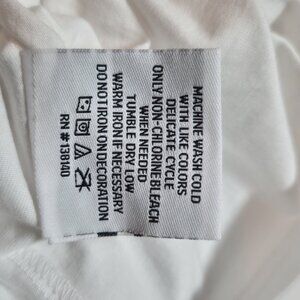 MACHINE WASH COLD
WITH LIKE COLORS
DELICATE CYCLE
ONLY NON-CHLORINE BLEACH
WHEN NEEDED
TUMBLE DRY LOW
WARM IRON IF NECESSARY
DO NOT IRON ON DECORATION
RN # 138100